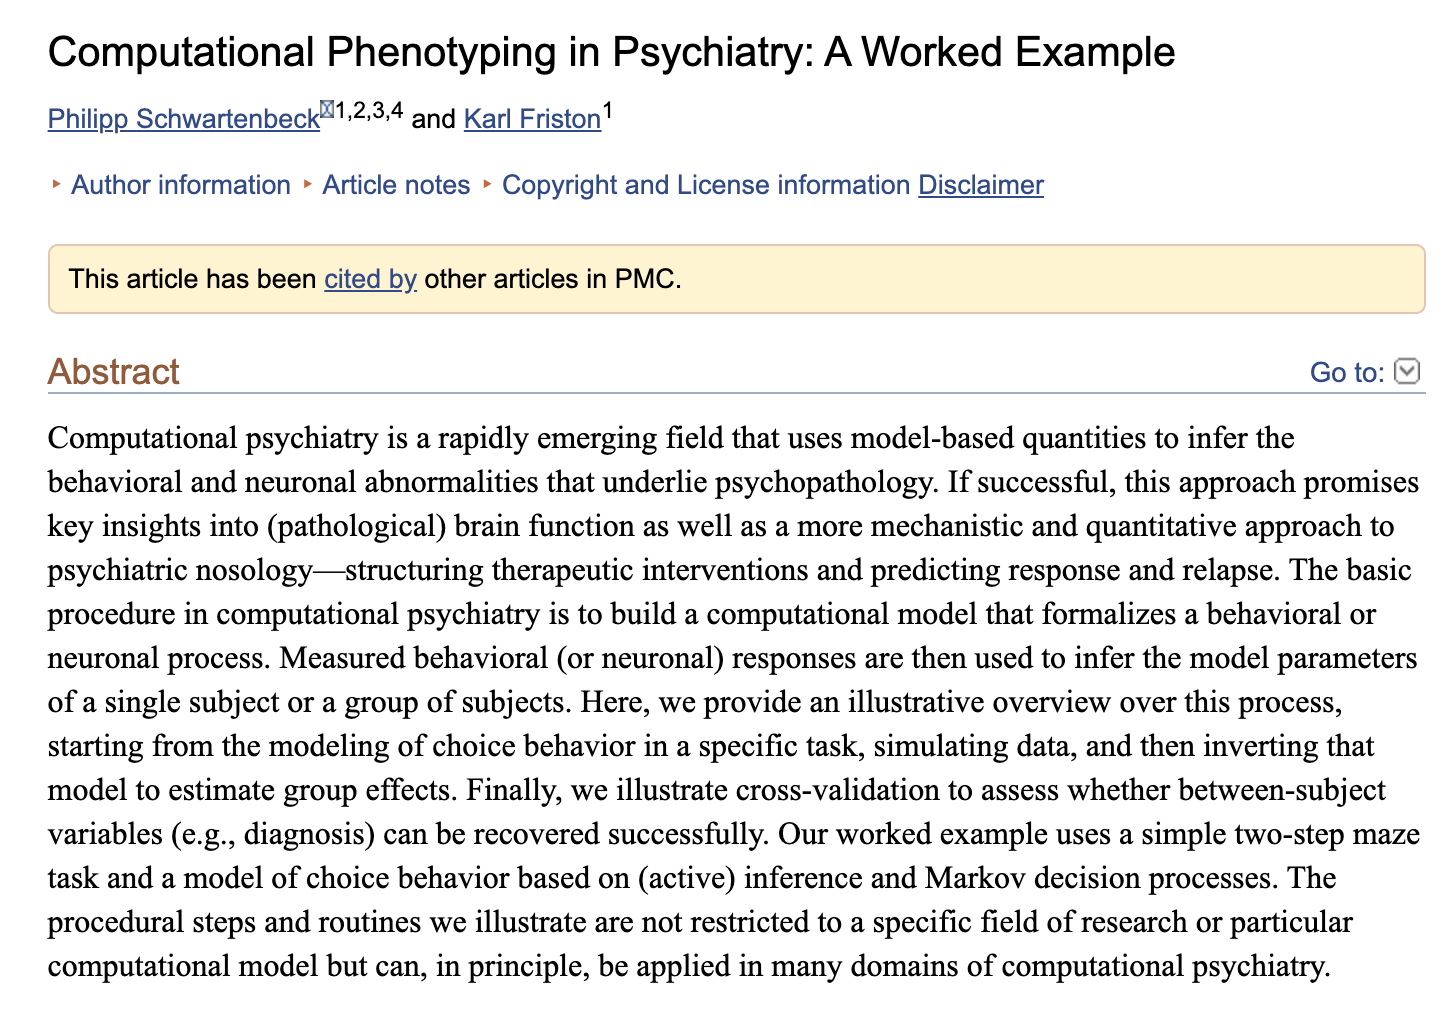 Computational Phenotyping in Psychiatry: A Worked Example
Philipp Schwartenbeck1,2,3,4 and Karl Friston1
Author information Article notes Copyright and License information Disclaimer
This article has been cited by other articles in PMC.
Abstract Go to:
Computational psychiatry is a rapidly emerging field that uses model-based quantities to infer the
behavioral and neuronal abnormalities that underlie psychopathology. If successful, this approach promises
key insights into (pathological) brain function as well as a more mechanistic and quantitative approach to
psychiatric nosology—structuring therapeutic interventions and predicting response and relapse. The basic
procedure in computational psychiatry is to build a computational model that formalizes a behavioral or
neuronal process. Measured behavioral (or neuronal) responses are then used to infer the model parameters
of a single subject or a group of subjects. Here, we provide an illustrative overview over this process,
starting from the modeling of choice behavior in a specific task, simulating data, and then inverting that
model to estimate group effects. Finally, we illustrate cross-validation to assess whether between-subject
variables (e.g., diagnosis) can be recovered successfully. Our worked example uses a simple two-step maze
task and a model of choice behavior based on (active) inference and Markov decision processes. The
procedural steps and routines we illustrate are not restricted to a specific field of research or particular
computational model but can, in principle, be applied in many domains of computational psychiatry.